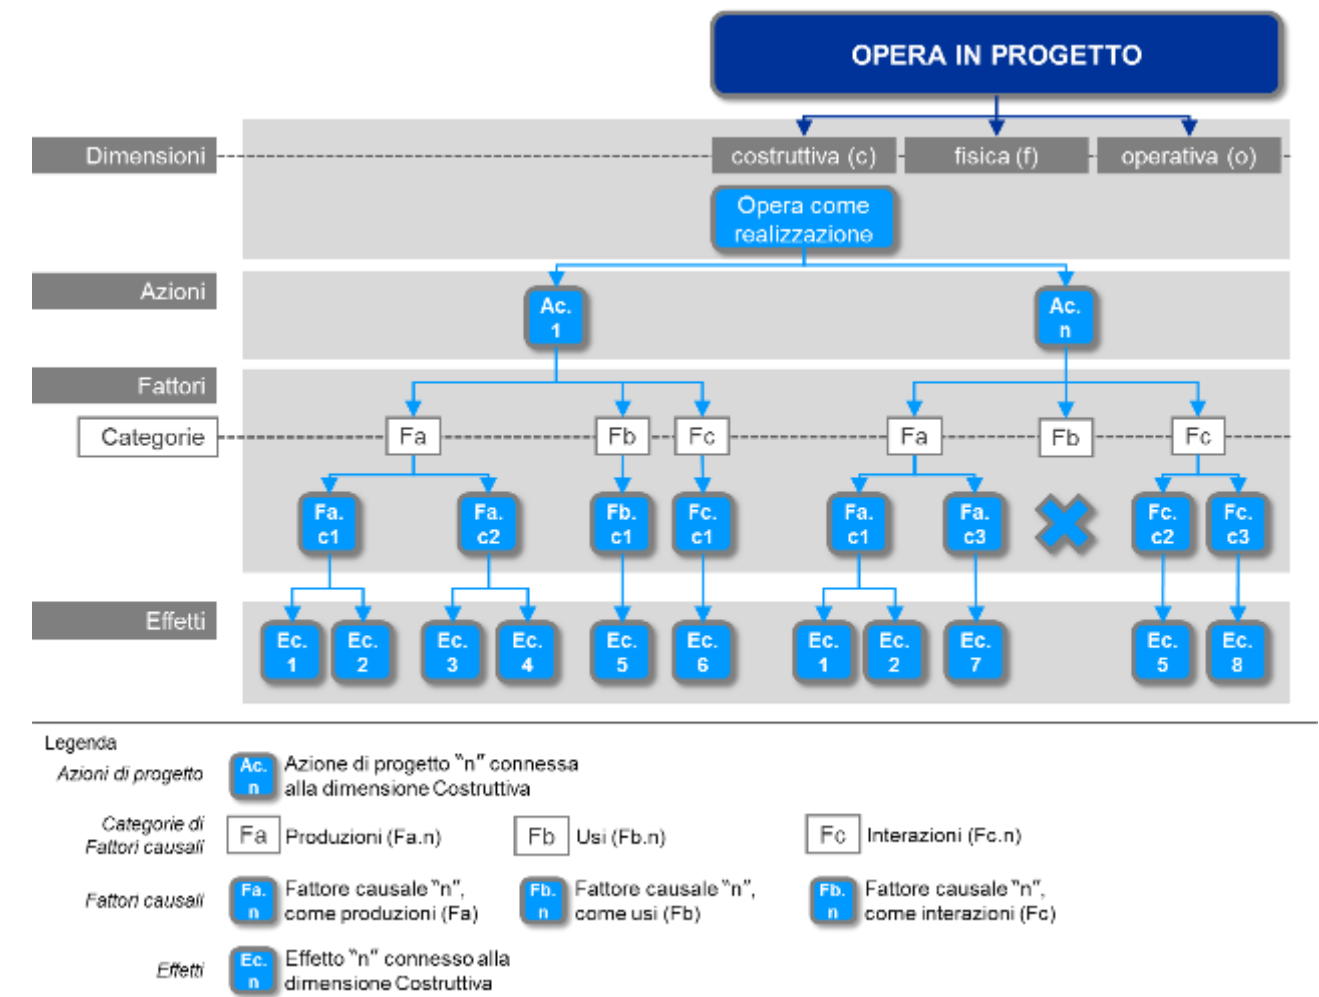 OPERA IN PROGETTO
Dimensioni
costruttiva (c)
fisica (f)
operativa (o)
Opera come
realizzazione
Azioni
Ac.
1
Ac.
n
Fattori
Categorie
Fa
Fb
Fc
Fa
Fb
Fc
Fa.
c1
Fa.
c2
Fb.
c1
Fc.
c1
Fa.
c1
Fa.
c3
Fc.
c2
Fc.
c3
Effetti
Ec.
1
Ec.
2
Ec.
3
Ec.
4
Ec.
5
Ec.
6
Ec.
1
Ec.
2
Ec.
7
Ec.
5
Ec.
8
Legenda
Azioni di progetto
Ac.
n
Azione di progetto "n" connessa
alla dimensione Costruttiva
Categorie di
Fattori causali
Fa
Produzioni (Fa.n)
Fb
Usi (Fb.n)
Fc
Interazioni (Fc.n)
Fattori causali
Fa.
n
Fattore causale "n",
come produzioni (Fa)
Fb.
n
Fattore causale "n",
come usi (Fb)
Fb.
n
Fattore causale "n",
come interazioni (Fc)
Effetti
Ec.
n
Effetto "n" connesso alla
dimensione Costruttiva